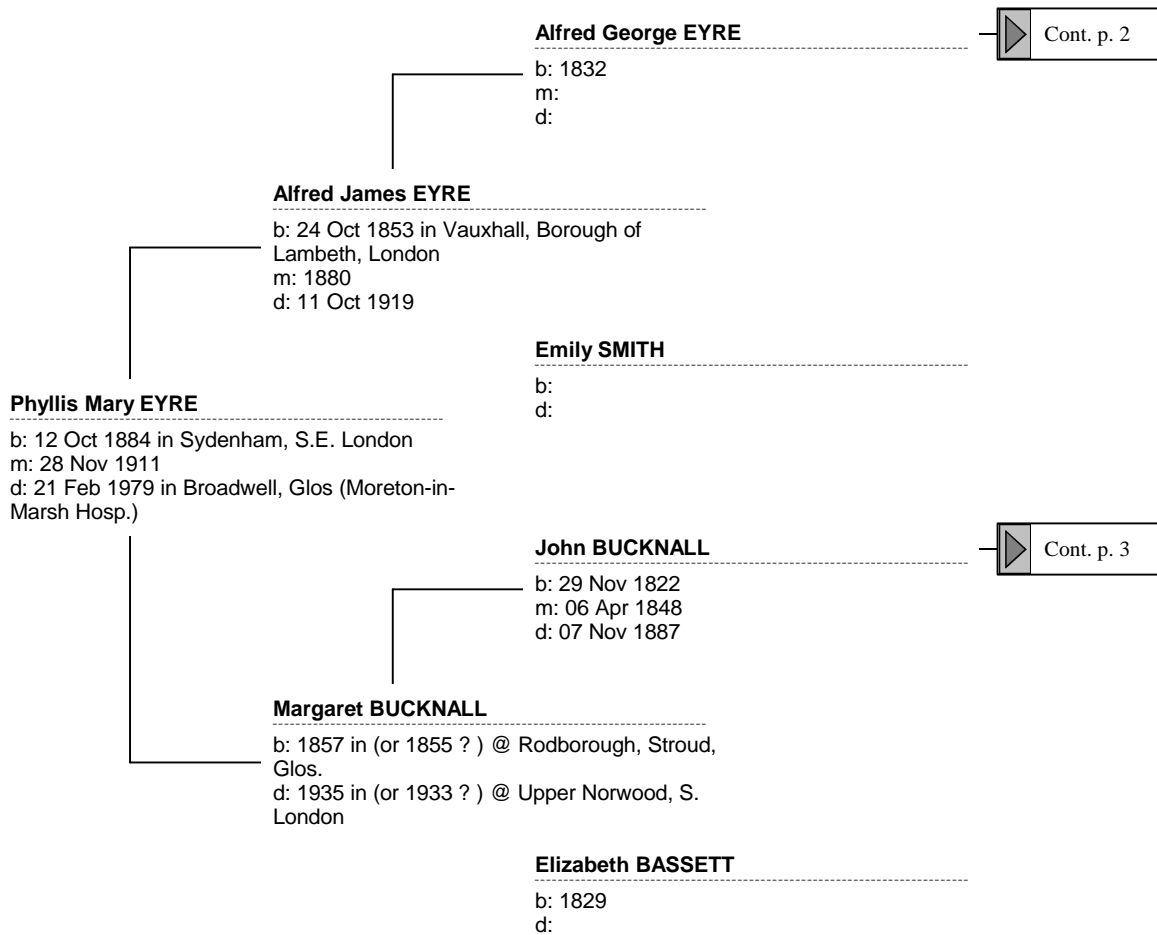 Alfred George EYRE
Cont. p. 2
b: 1832
m:
d:
Alfred James EYRE
b: 24 Oct 1853 in Vauxhall, Borough of
Lambeth, London
m: 1880
d: 11 Oct 1919
Emily SMITH
b:
d:
Phyllis Mary EYRE
b: 12 Oct 1884 in Sydenham, S.E. London
m: 28 Nov 1911
d: 21 Feb 1979 in Broadwell, Glos (Moreton-in-
Marsh Hosp.)
John BUCKNALL
Cont. p. 3
b: 29 Nov 1822
m: 06 Apr 1848
d: 07 Nov 1887
Margaret BUCKNALL
b: 1857 in (or 1855 ? ) @ Rodborough, Stroud,
Glos.
d: 1935 in (or 1933 ? ) @ Upper Norwood, S.
London
Elizabeth BASSETT
b: 1829
d: